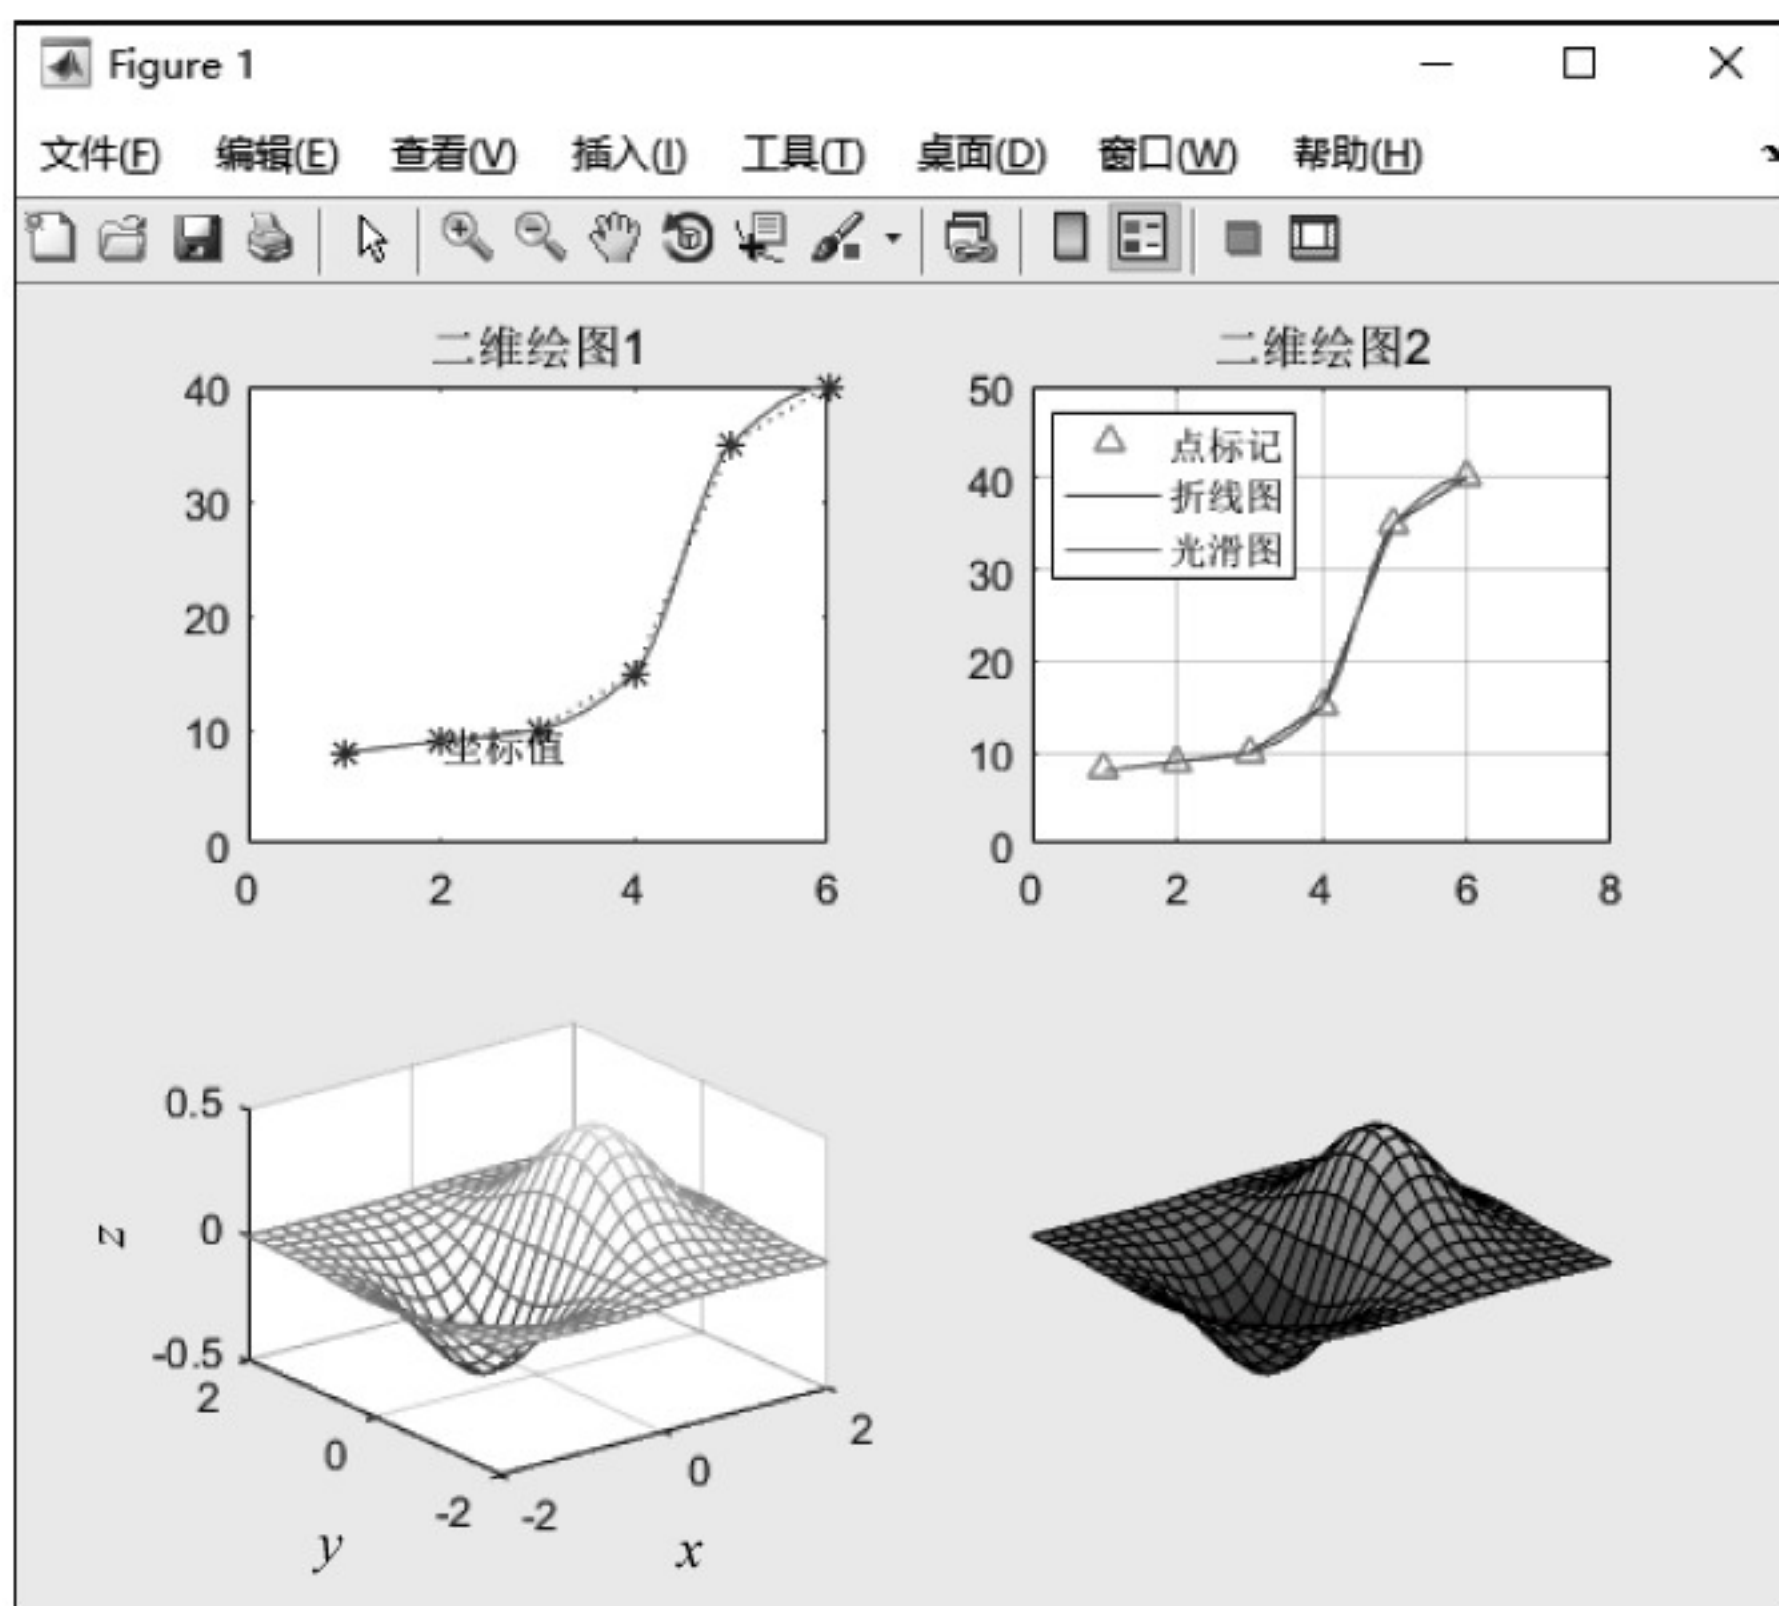 Figure 1
文件(F) 编辑(E) 查看(V) 插入(I) 工具(T) 桌面(D) 窗口(W) 帮助(H)
二维绘图1
40
30
20
10
0
0 2 4 6
坐标值
二维绘图2
50
40
30
20
10
0
0 2 4 6 8
点标记
折线图
光滑图
0.5
0
-0.5
z
2 0 -2
y
-2 0 2
x